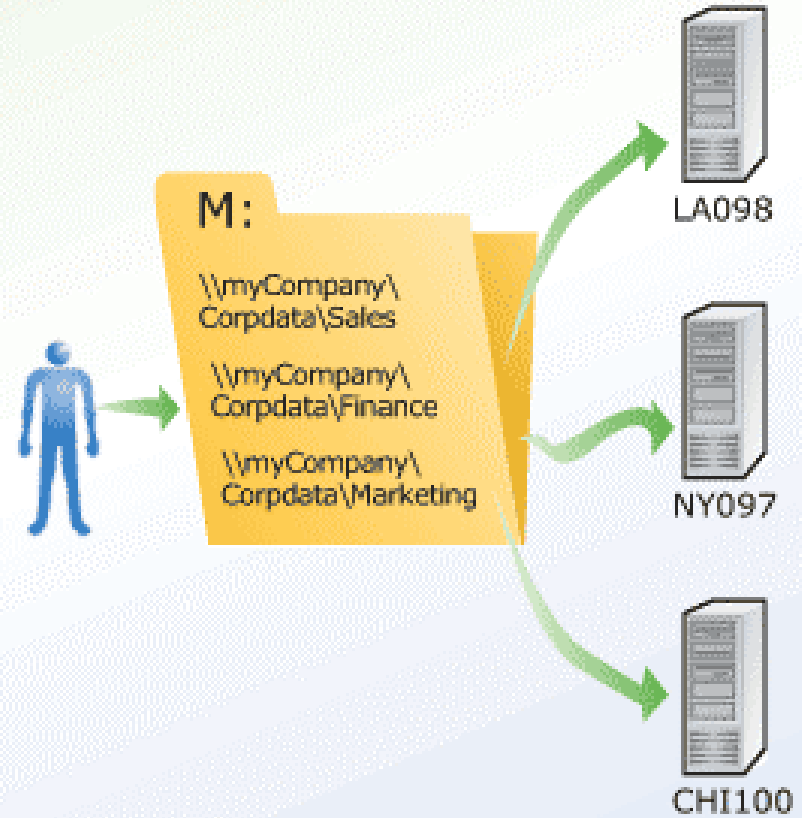 M:
\\myCompany\
Corpdata\Sales
\\myCompany\
Corpdata\Finance
\\myCompany\
Corpdata\Marketing
LA098
NY097
CHI100